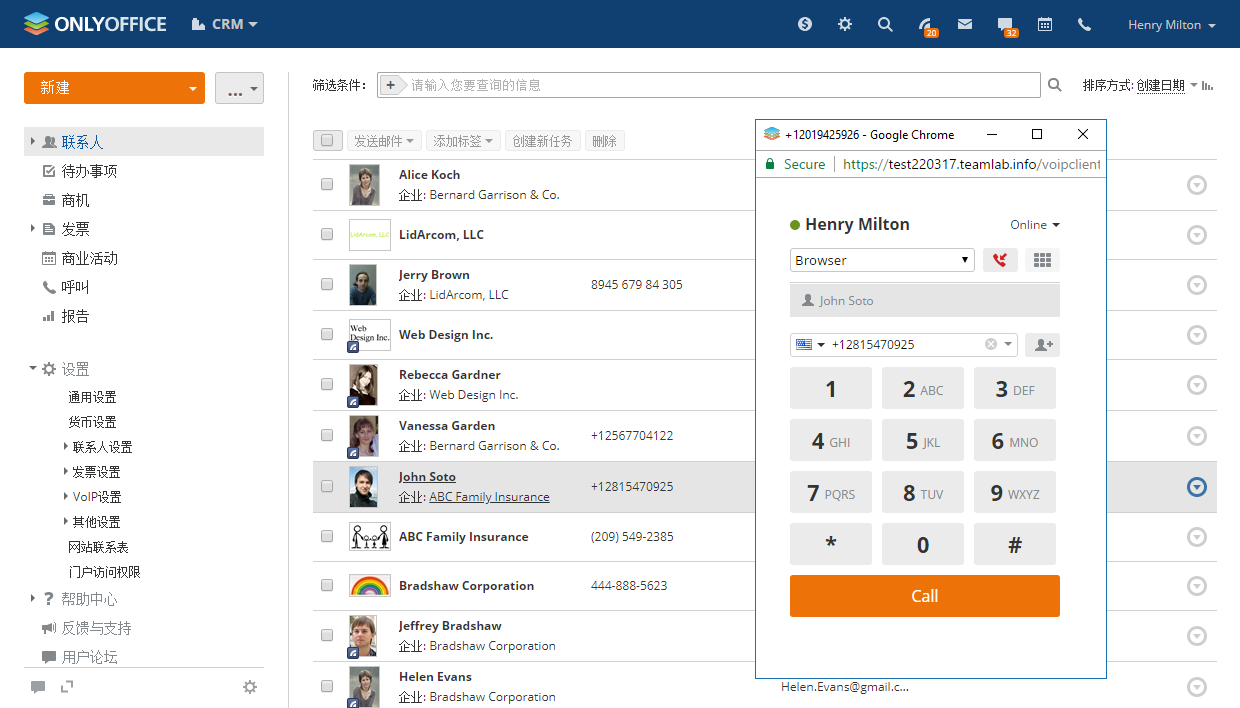 ONLYOFFICE
CRM
20
32
Henry Milton
新建
...
筛选条件：
+
请输入您要查询的信息
排序方式: 创建日期
联系人
待办事项
商机
发票
商业活动
呼叫
报告
设置
通用设置
货币设置
联系人设置
发票设置
VoIP设置
其他设置
网站联系表
门户访问权限
? 帮助中心
反馈与支持
用户论坛
发送邮件
添加标签
创建新任务
删除
Alice Koch
企业: Bernard Garrison & Co.
LidArcom, LLC
LidArcom, LLC
Jerry Brown
企业: LidArcom, LLC
8945 679 84 305
Web Design Inc.
Web Design Inc.
Rebecca Gardner
企业: Web Design Inc.
Vanessa Garden
企业: Bernard Garrison & Co.
+12567704122
John Soto
企业: ABC Family Insurance
+12815470925
ABC Family Insurance
(209) 549-2385
Bradshaw Corporation
444-888-5623
Jeffrey Bradshaw
企业: Bradshaw Corporation
Helen Evans
企业: Bradshaw Corporation
Helen.Evans@gmail.c...
+12019425926 - Google Chrome
Secure
https://test220317.teamlab.info/voipclient
Henry Milton
Online
Browser
John Soto
+12815470925
1
2 ABC
3 DEF
4 GHI
5 JKL
6 MNO
7 PQRS
8 TUV
9 WXYZ
*
0
#
Call